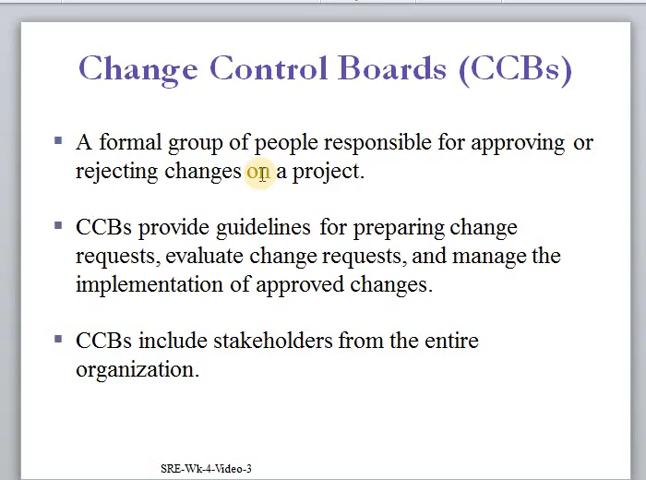 Change Control Boards (CCBs)
▪ A formal group of people responsible for approving or
rejecting changes on a project.
▪ CCBs provide guidelines for preparing change
requests, evaluate change requests, and manage the
implementation of approved changes.
▪ CCBs include stakeholders from the entire
organization.
SRE-Wk-4-Video-3